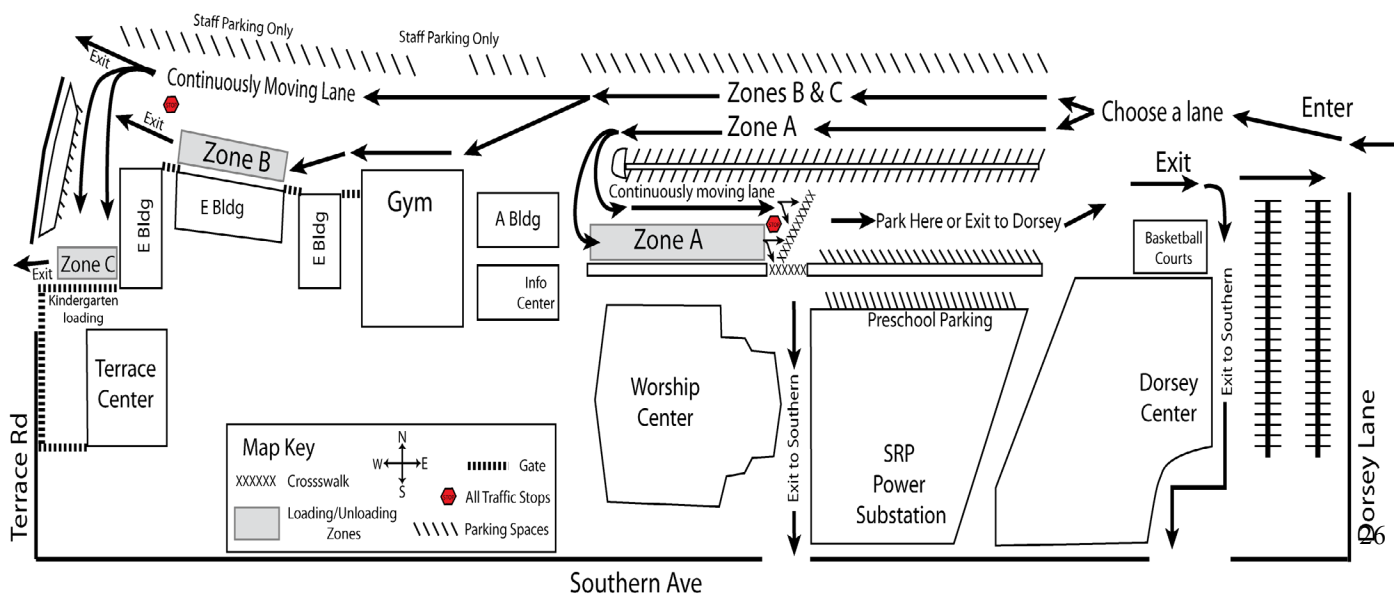 Staff Parking Only
Staff Parking Only
Exit
Continuously Moving Lane
Zones B & C
Choose a lane
Enter
STOP
Exit
Zone A
Zone B
Exit
Gym
Continuously moving lane
E Bldg
E Bldg
E Bldg
A Bldg
STOP
Park Here or Exit to Dorsey
Zone A
Basketball
Courts
Zone C
Exit
Kindergarten
loading
Info
Center
Preschool Parking
Exit to Southern
Terrace
Center
Worship
Center
Exit to Southern
Dorsey
Center
Terrace Rd
Map Key
N
W
E
S
Gate
XXXXXX Crossswalk
STOP
All Traffic Stops
Loading/Unloading
Zones
Parking Spaces
SRP
Power
Substation
Dorsey Lane
26
Southern Ave